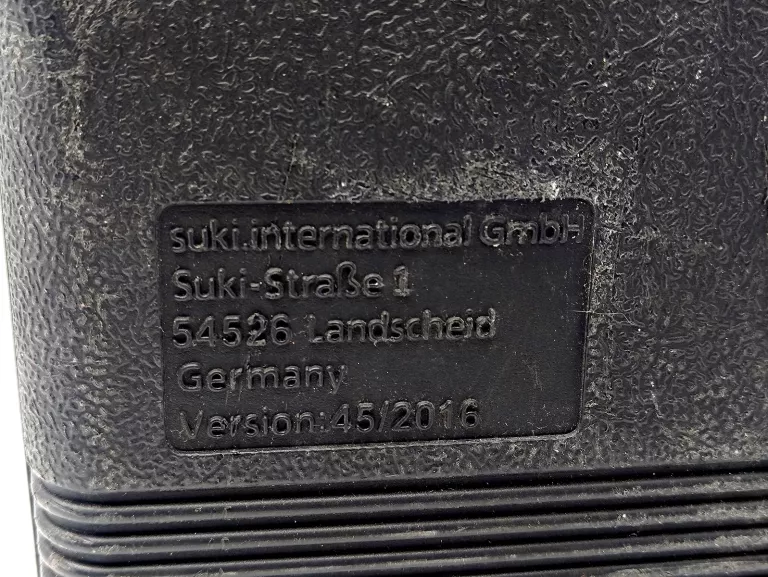 suki.international GmbH
Suki-Straße 1
54526 Landscheid
Germany
Version:45/2016